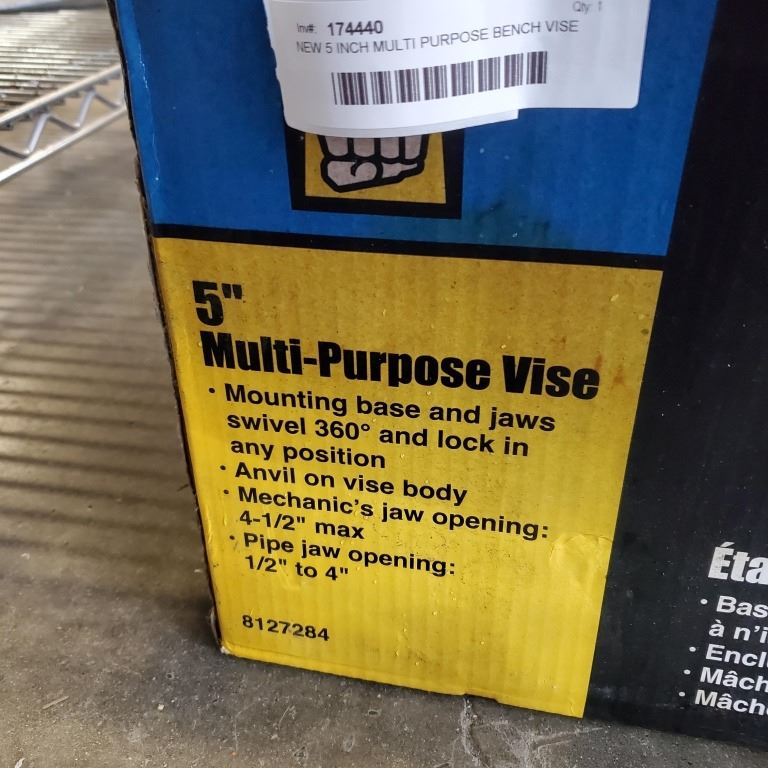 Qty: 1
Inv#: 174440
NEW 5 INCH MULTI PURPOSE BENCH VISE
5"
Multi-Purpose Vise
• Mounting base and jaws
swivel 360° and lock in
any position
• Anvil on vise body
• Mechanic's jaw opening:
4-1/2" max
• Pipe jaw opening:
1/2" to 4"
8127284
Éta
• Bas
à n'i
• Encl
• Mâch
• Mâch